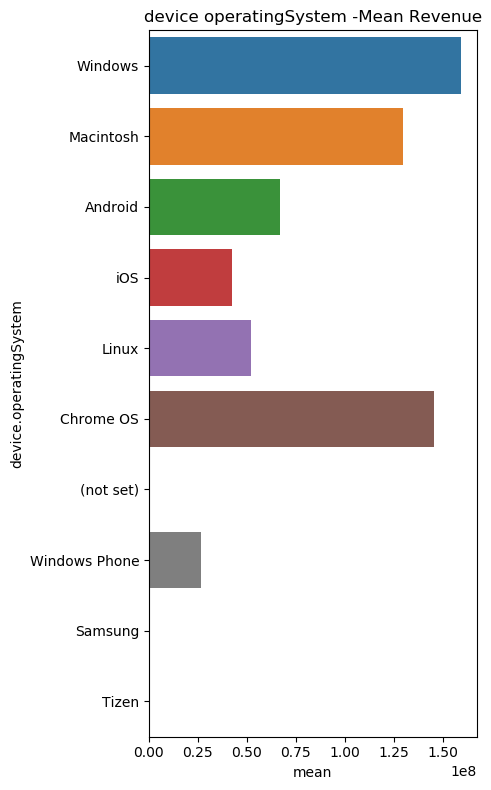 device operatingSystem -Mean Revenue
device.operatingSystem
Windows
Macintosh
Android
iOS
Linux
Chrome OS
(not set)
Windows Phone
Samsung
Tizen
0.00 0.25 0.50 0.75 1.00 1.25 1.50
1e8
mean